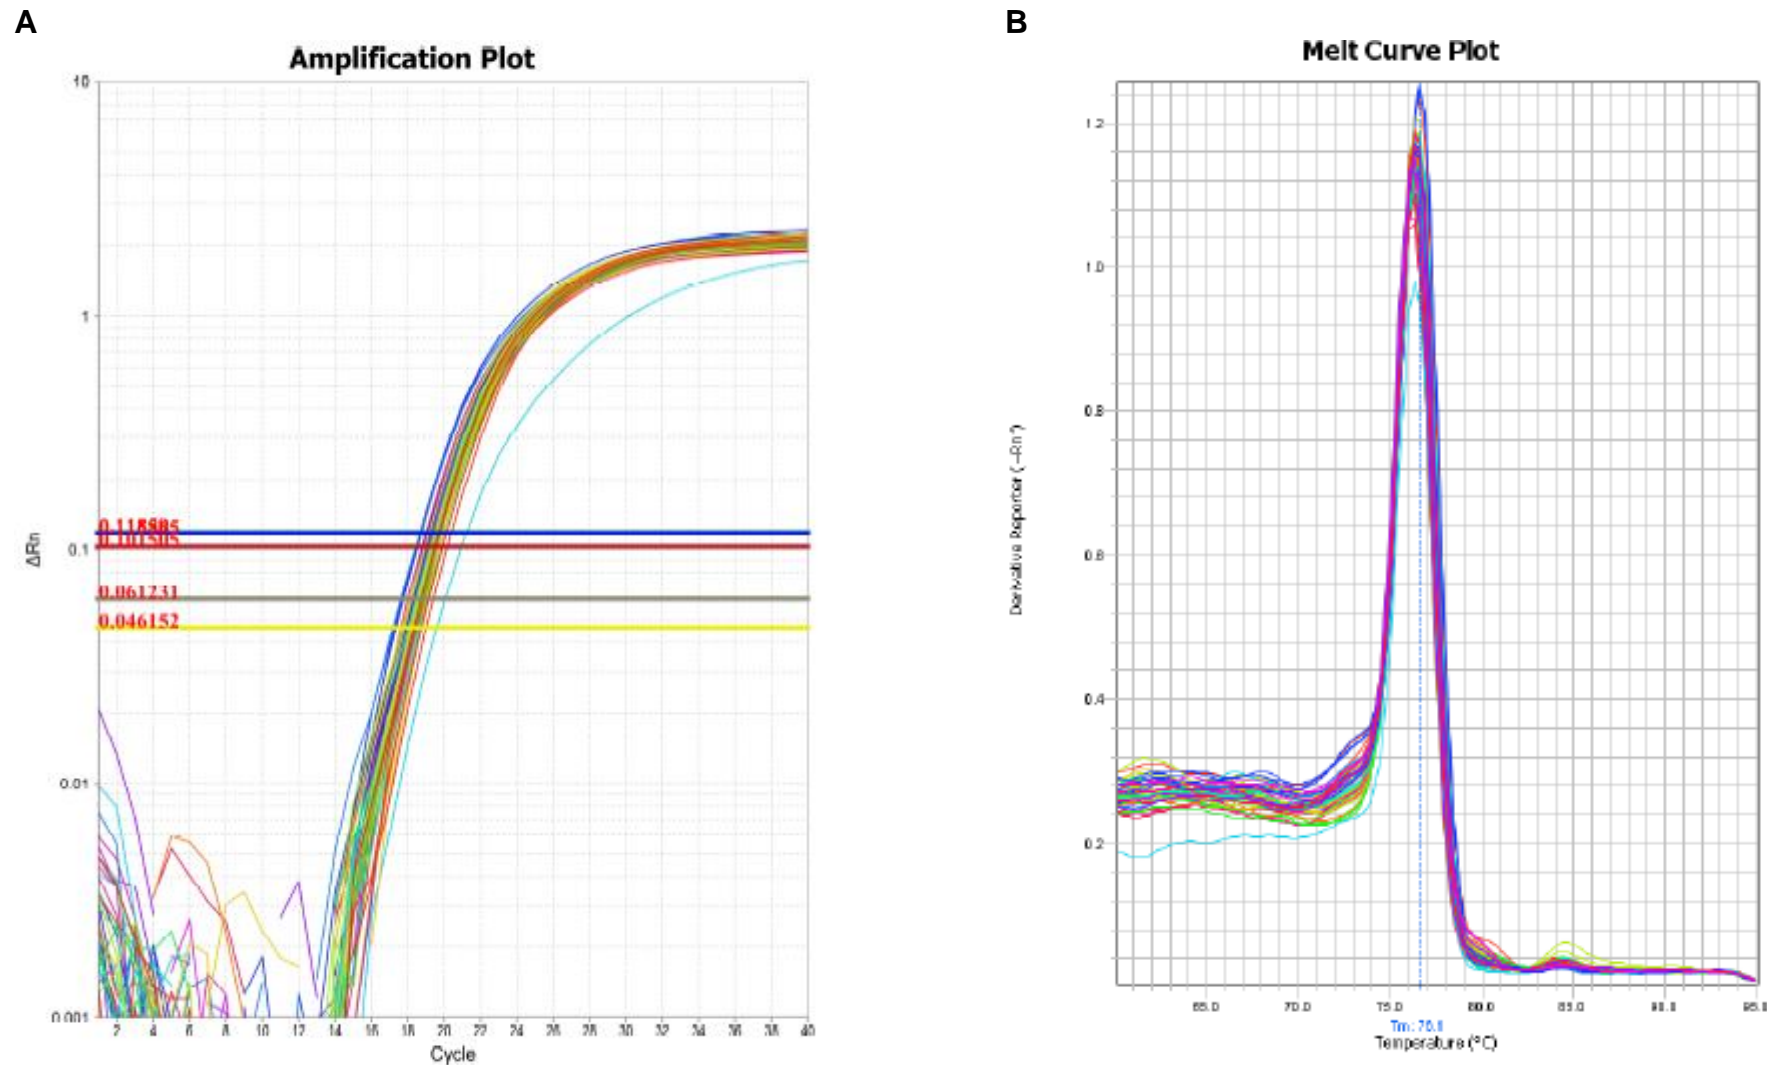 A
Amplification Plot
10
1
0.1
0.01
0.001
ΔRn
0.101505
0.061231
0.046152
2 4 6 8 10 12 14 16 18 20 22 24 26 28 30 32 34 36 38 40
Cycle
B
Melt Curve Plot
1.2
1.0
0.8
0.6
0.4
0.2
Derivative Reporter (-Rn')
65.0 70.0 75.0 80.0 85.0 90.0 95.0
Tm:
Temperature (°C)